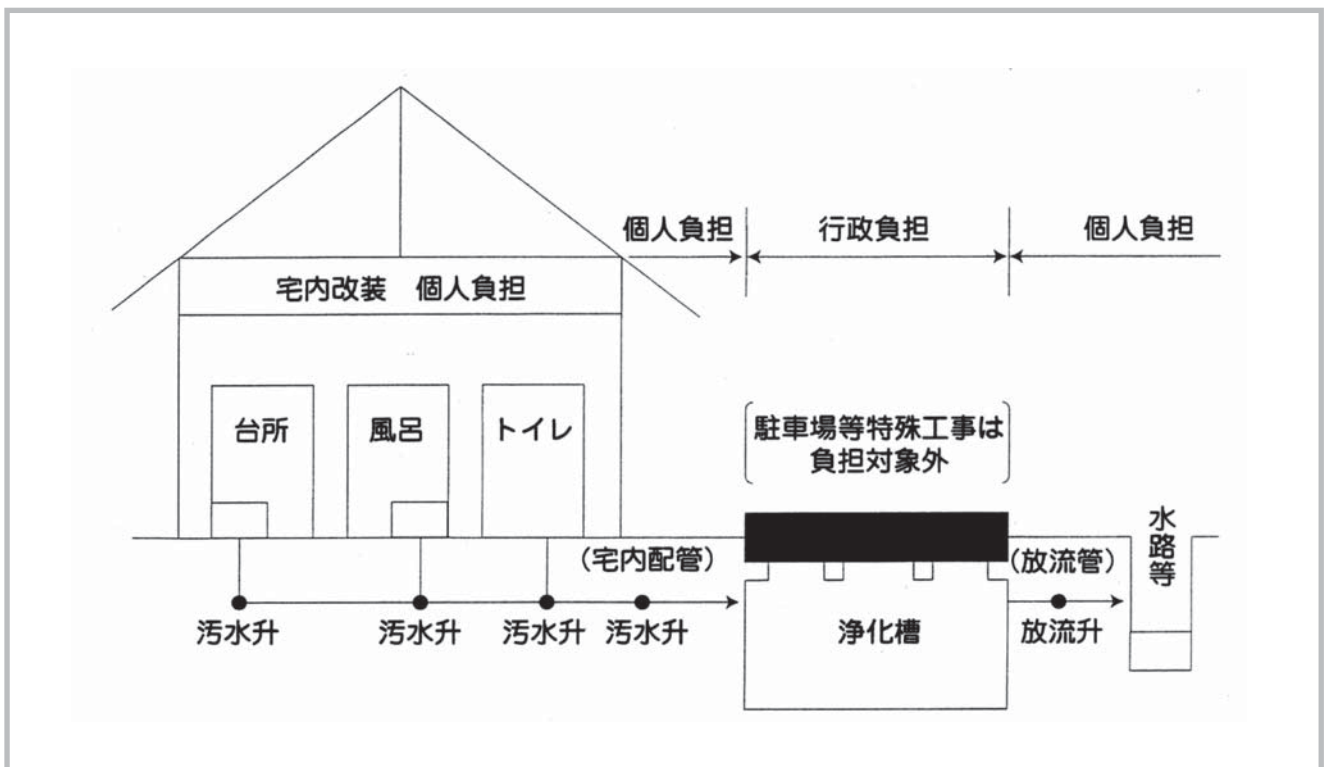 個人負担
行政負担
個人負担
宅内改装 個人負担
台所
風呂
トイレ
駐車場等特殊工事は
負担対象外
水路等
(宅内配管)
(放流管)
汚水升
汚水升
汚水升
汚水升
浄化槽
放流升